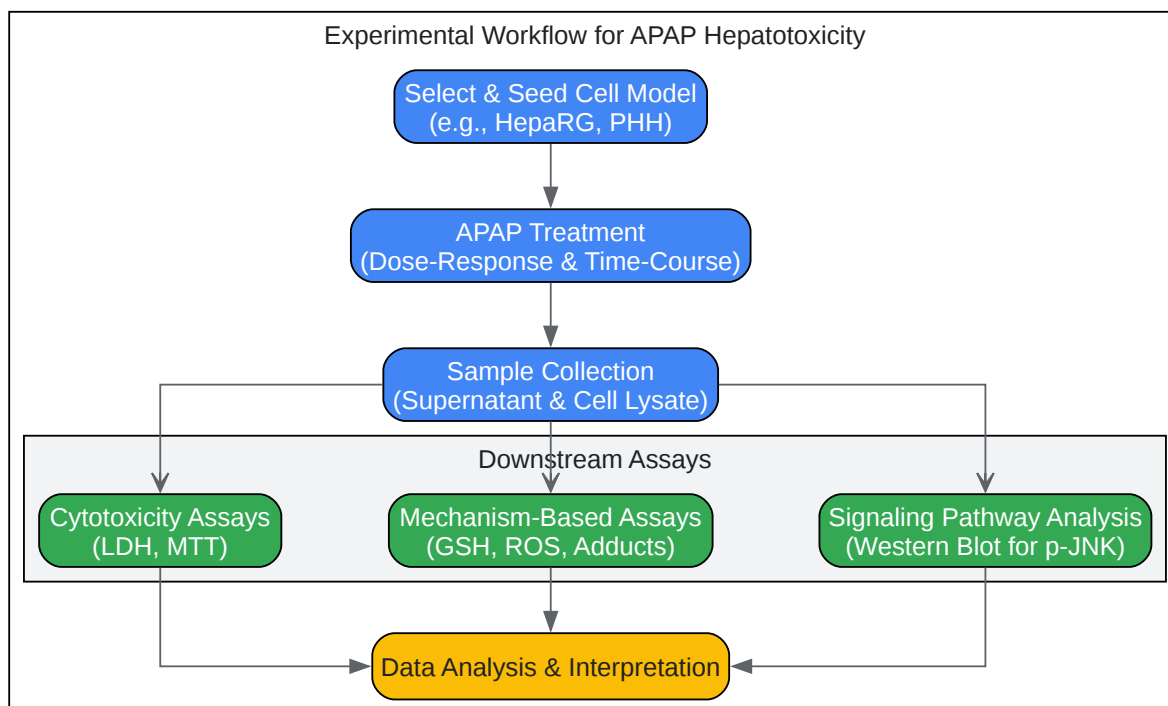 Experimental Workflow for APAP Hepatotoxicity
Select & Seed Cell Model
(e.g., HepaRG, PHH)
APAP Treatment
(Dose-Response & Time-Course)
Sample Collection
(Supernatant & Cell Lysate)
Downstream Assays
Cytotoxicity Assays
(LDH, MTT)
Mechanism-Based Assays
(GSH, ROS, Adducts)
Signaling Pathway Analysis
(Western Blot for p-JNK)
Data Analysis & Interpretation